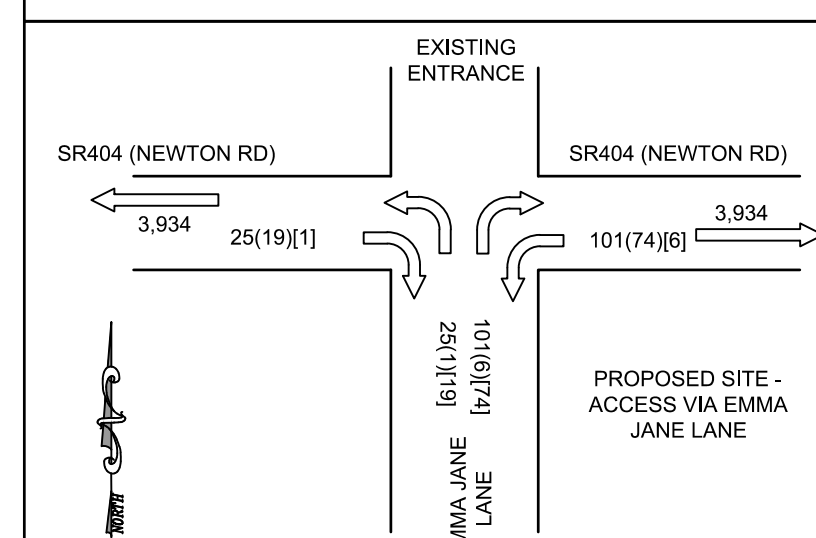 EXISTING
ENTRANCE
SR404 (NEWTON RD)
SR404 (NEWTON RD)
3,934
25(19)[1]
101(74)[6]
3,934
101(6)[74]
25(1)[19]
PROPOSED SITE -
ACCESS VIA EMMA
JANE LANE
JANE
LANE
NORTH